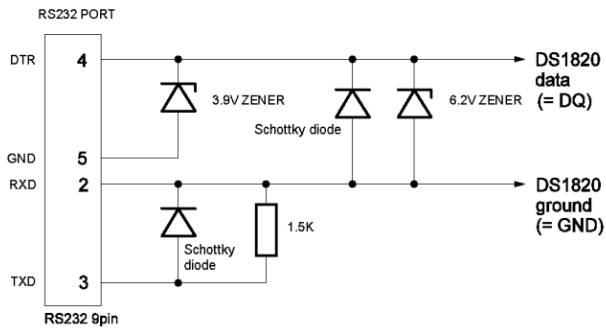 RS232 PORT
DTR
4
GND
5
RXD
2
TXD
3
RS232 9pin
3.9V ZENER
Schottky diode
6.2V ZENER
Schottky
diode
1.5K
DS1820
data
(= DQ)
DS1820
ground
(= GND)